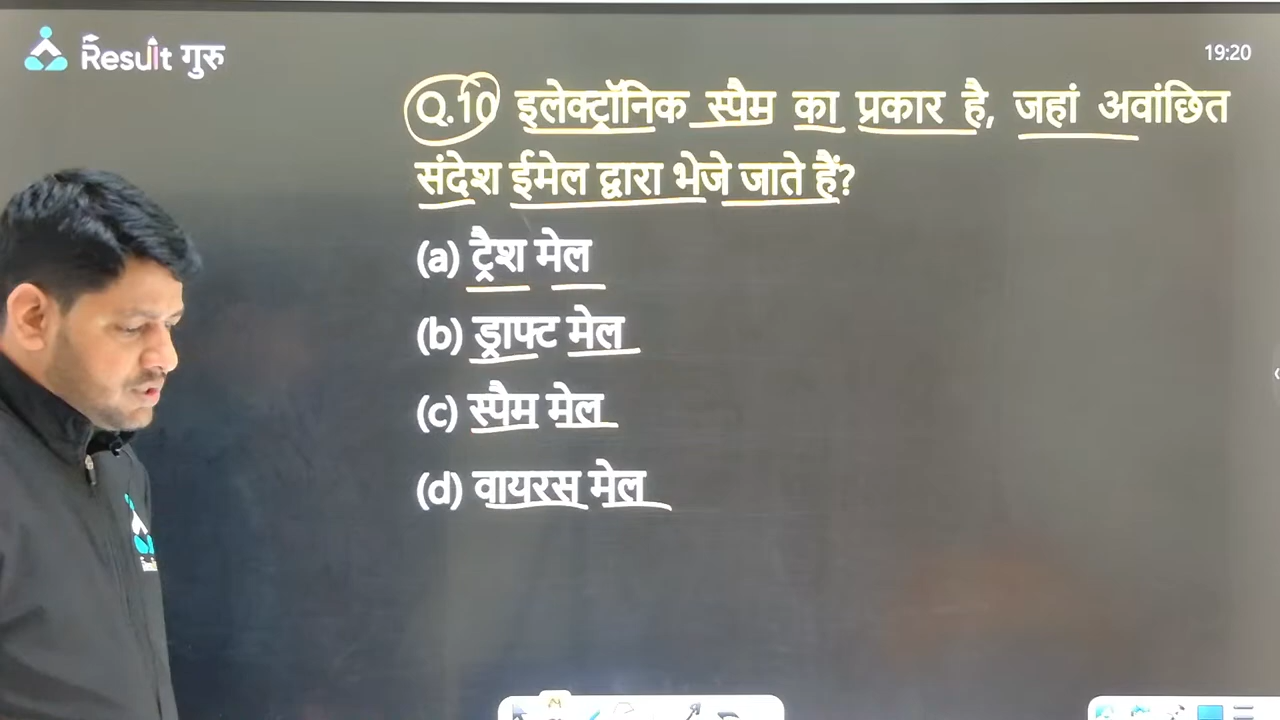 Result गुरु
19:20
Q.10 इलेक्ट्रॉनिक स्पैम का प्रकार है, जहां अवांछित
संदेश ईमेल द्वारा भेजे जाते हैं?
(a) ट्रैश मेल
(b) ड्राफ्ट मेल
(c) स्पैम मेल
(d) वायरस मेल